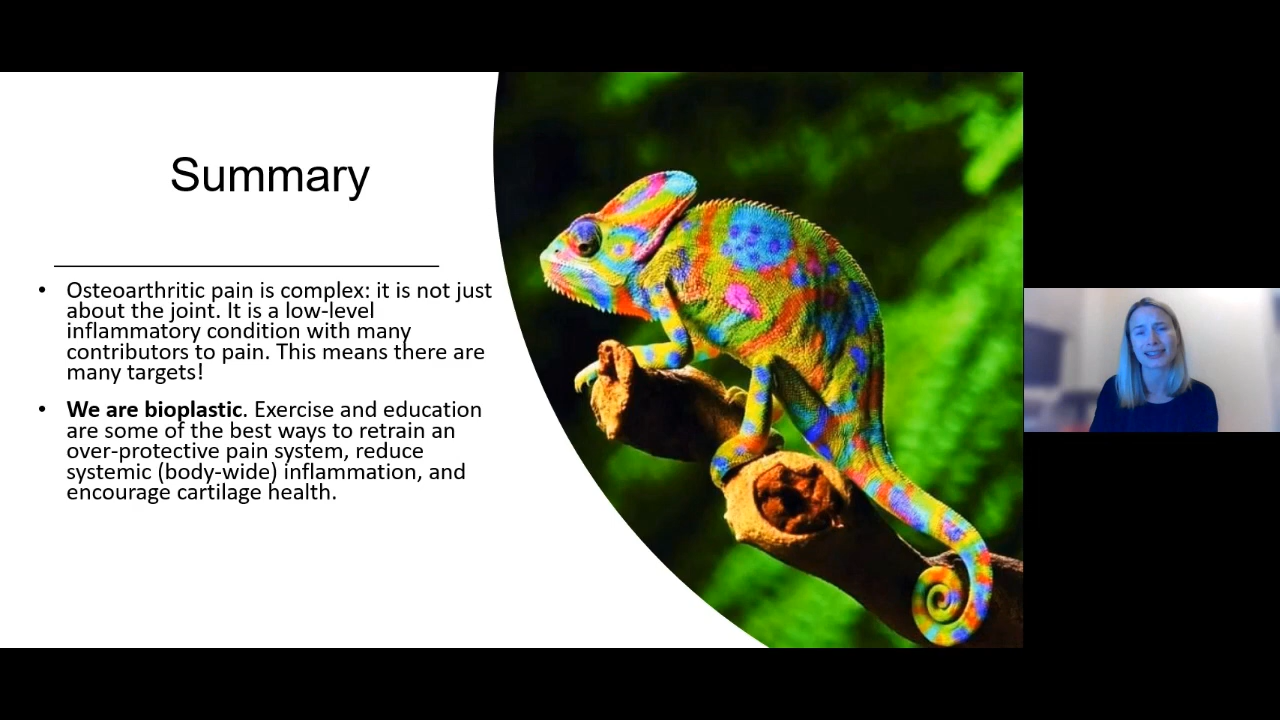 Summary
• Osteoarthritic pain is complex: it is not just
about the joint. It is a low-level
inflammatory condition with many
contributors to pain. This means there are
many targets!
• We are bioplastic. Exercise and education
are some of the best ways to retrain an
over-protective pain system, reduce
systemic (body-wide) inflammation, and
encourage cartilage health.